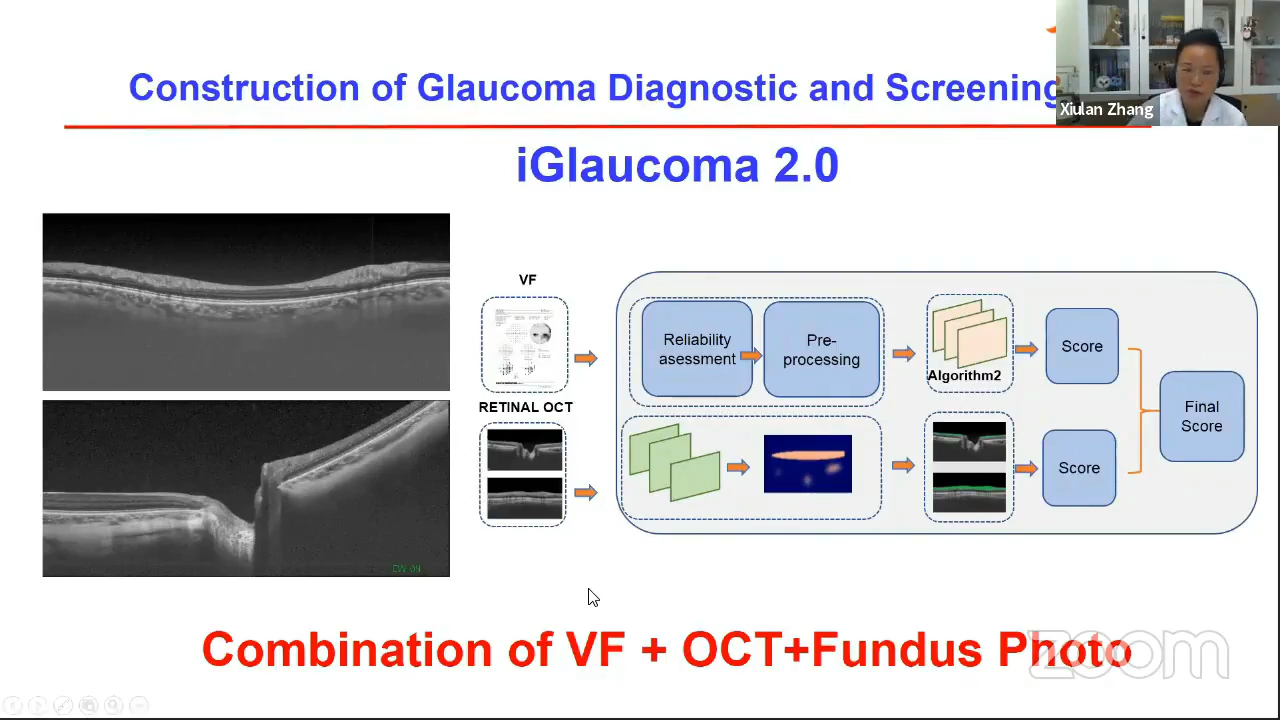 Construction of Glaucoma Diagnostic and Screening
Xiulan Zhang
iGlaucoma 2.0
VF
RETINAL OCT
Reliability
asessment
Pre-
processing
Algorithm2
Score
Score
Final
Score
Combination of VF + OCT+Fundus Photo
zoom